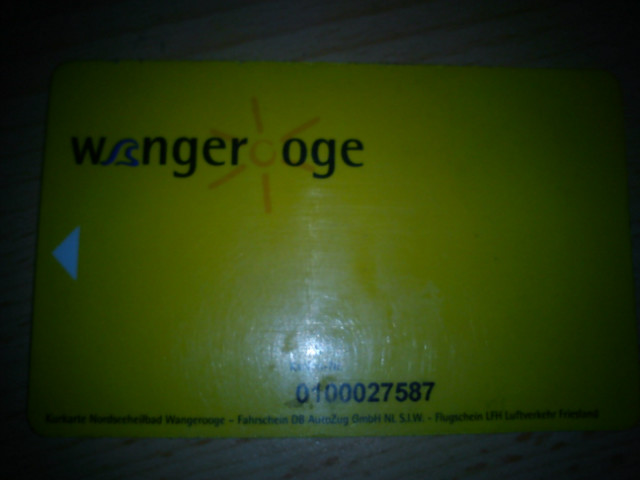 wangerooge
0100027587
Kurkarte Nordseeheilbad Wangerooge - Fahrschein DB AutoZug GmbH NL S.I.W. - Flugschein LFH Luftverkehr Friesland